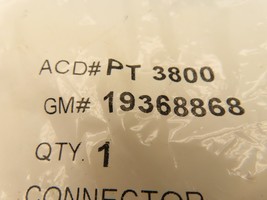 ACD# PT 3800
GM# 19368868
QTY. 1
CONNECTOR